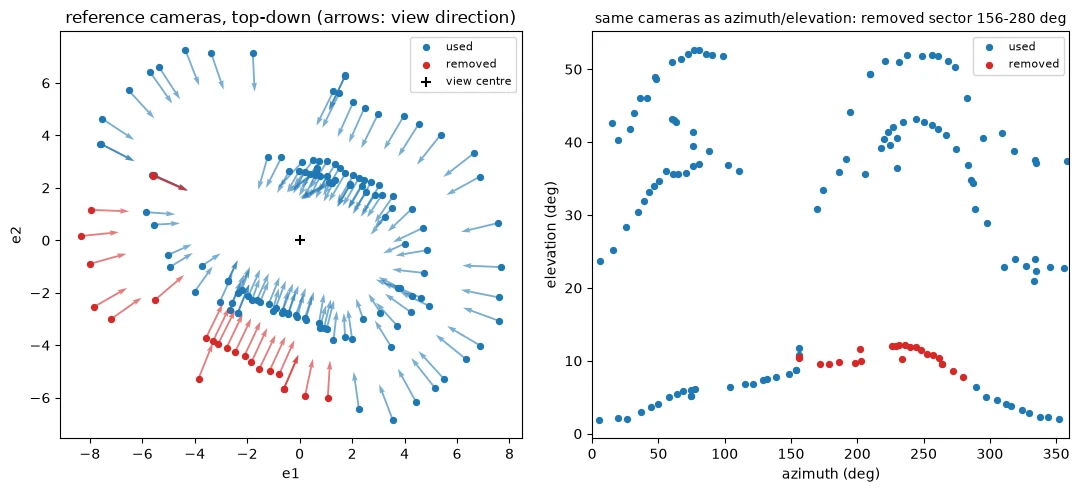 reference cameras, top-down (arrows: view direction)
used
removed
view centre
6
4
2
0
−2
−4
−6
e2
−8
−6
−4
−2
0
2
4
6
8
e1
same cameras as azimuth/elevation: removed sector 156-280 deg
used
removed
50
40
30
20
10
0
elevation (deg)
0
50
100
150
200
250
300
350
azimuth (deg)